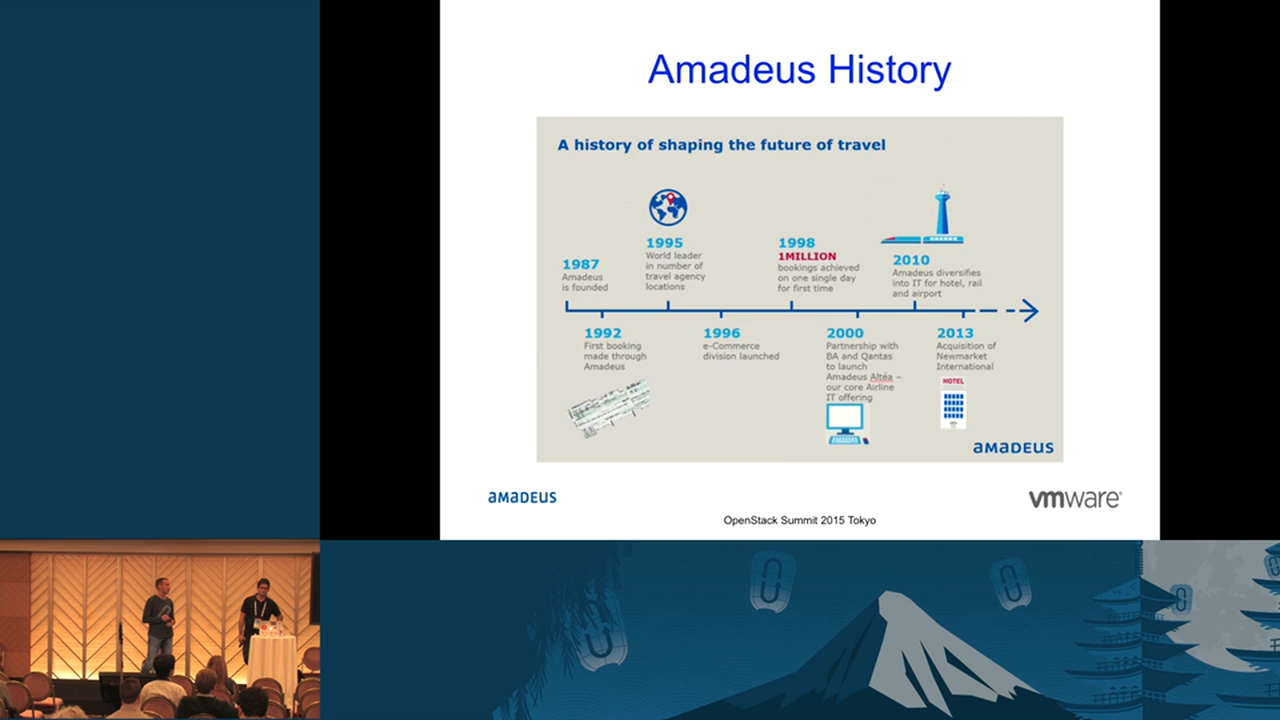 Amadeus History
A history of shaping the future of travel
1987
Amadeus
is founded
1992
First booking
made through
Amadeus
1995
World leader
in number of
travel agency
locations
1996
e-Commerce
division launched
1998
1MILLION
bookings achieved
on one single day
for first time
2000
Partnership with
BA and Qantas
to launch
Amadeus Altéa –
our core Airline
IT offering
2010
Amadeus diversifies
into IT for hotel, rail
and airport
2013
Acquisition of
Newmarket
International
HOTEL
amadeus
amadeus
vmware®
OpenStack Summit 2015 Tokyo